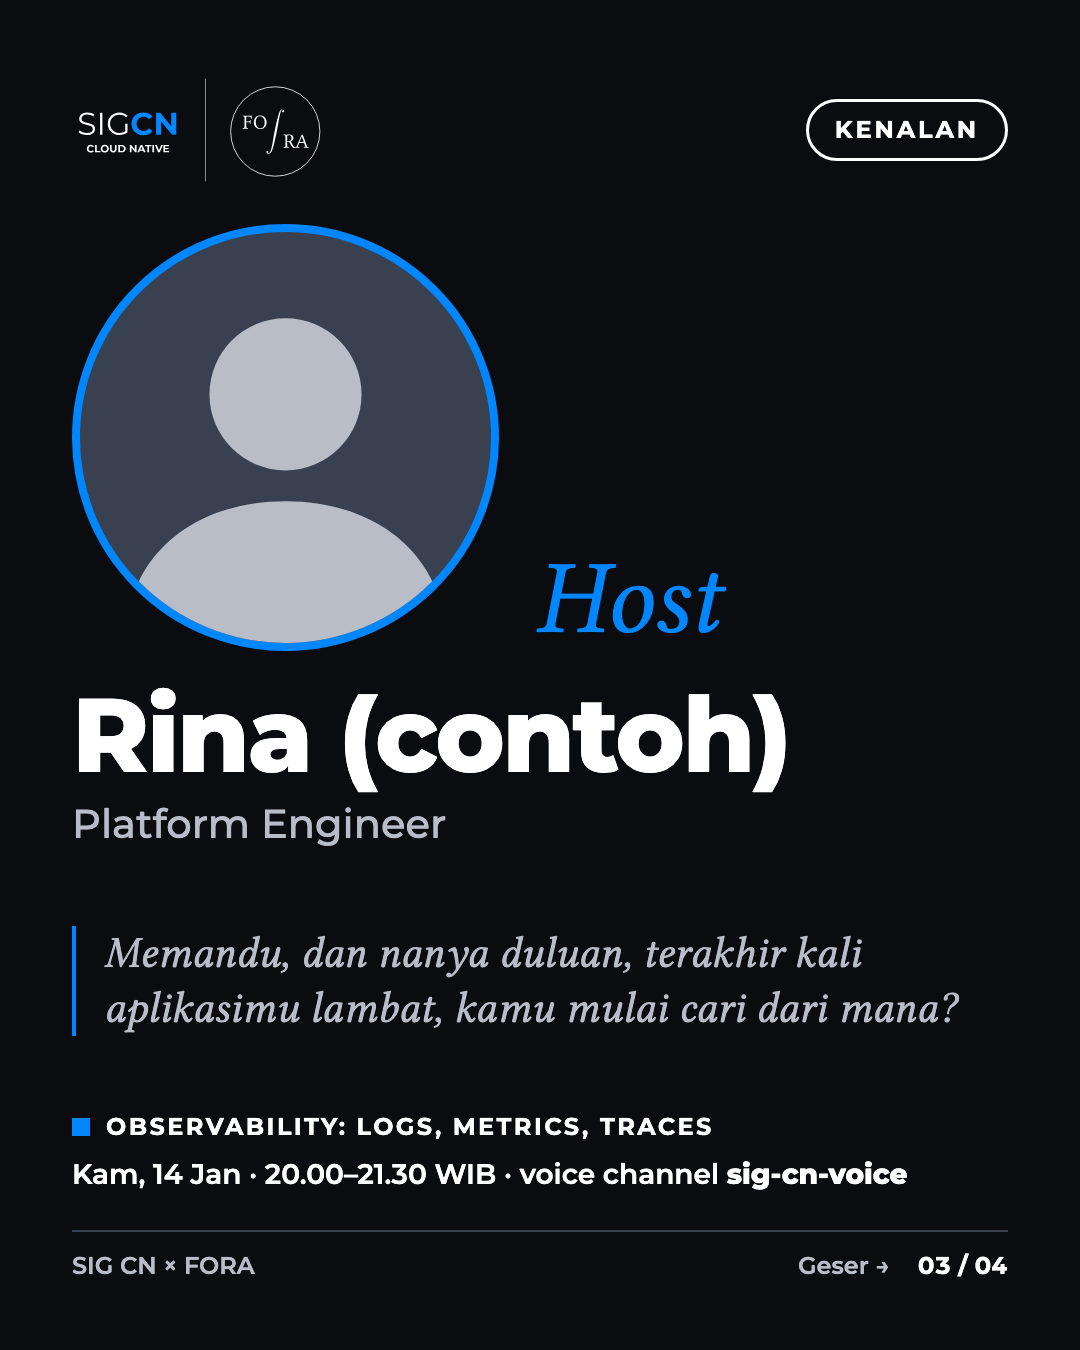 SIGCN
CLOUD NATIVE
FO
RA
KENALAN
Host
Rina (contoh)
Platform Engineer
Memandu, dan nanya duluan, terakhir kali
aplikasimu lambat, kamu mulai cari dari mana?
OBSERVABILITY: LOGS, METRICS, TRACES
Kam, 14 Jan · 20.00–21.30 WIB · voice channel sig-cn-voice
SIG CN × FORA
Geser → 03 / 04